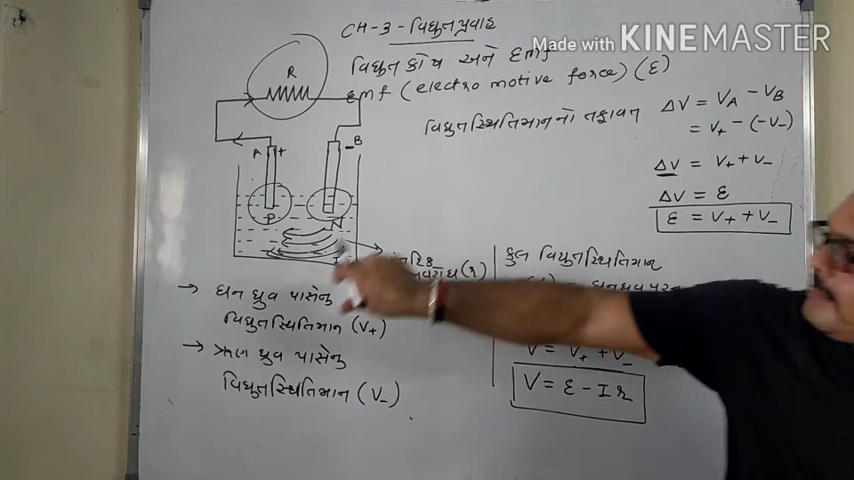 CH-3-વિદ્યુતપ્રવાહ
Made with KINEMASTER
વિદ્યુતકોષ અને Emf
Emf (electro motive force) (ε)
વિદ્યુતસ્થિતિમાનનો તફાવત
ΔV = VA - VB
= V+ - (-V-)
ΔV = V+ + V-
ΔV = ε
ε = V+ + V-
R
A +
- B
P
N
(r)
→ ધન ધ્રુવ પાસેનુ
વિદ્યુતસ્થિતિમાન (V+)
→ ઋણ ધ્રુવ પાસેનુ
વિદ્યુતસ્થિતિમાન (V-)
કુલ વિદ્યુતસ્થિતિમાન
V = V+ + V-
V = ε - Ir